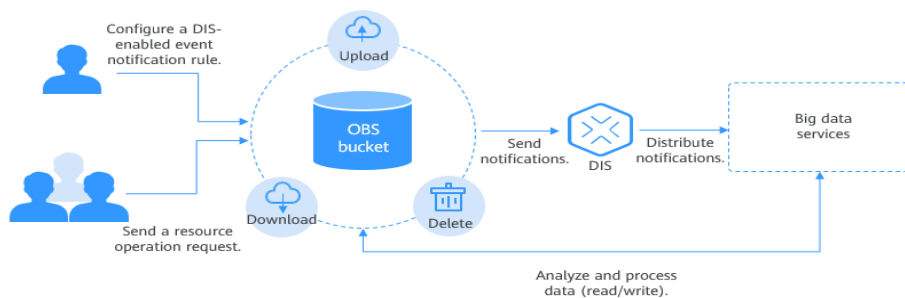 Configure a DIS-
enabled event
notification rule.
Upload
OBS
bucket
Download
Delete
Send a resource
operation request.
Send
notifications.
DIS
Distribute
notifications.
Big data
services
Analyze and process
data (read/write).